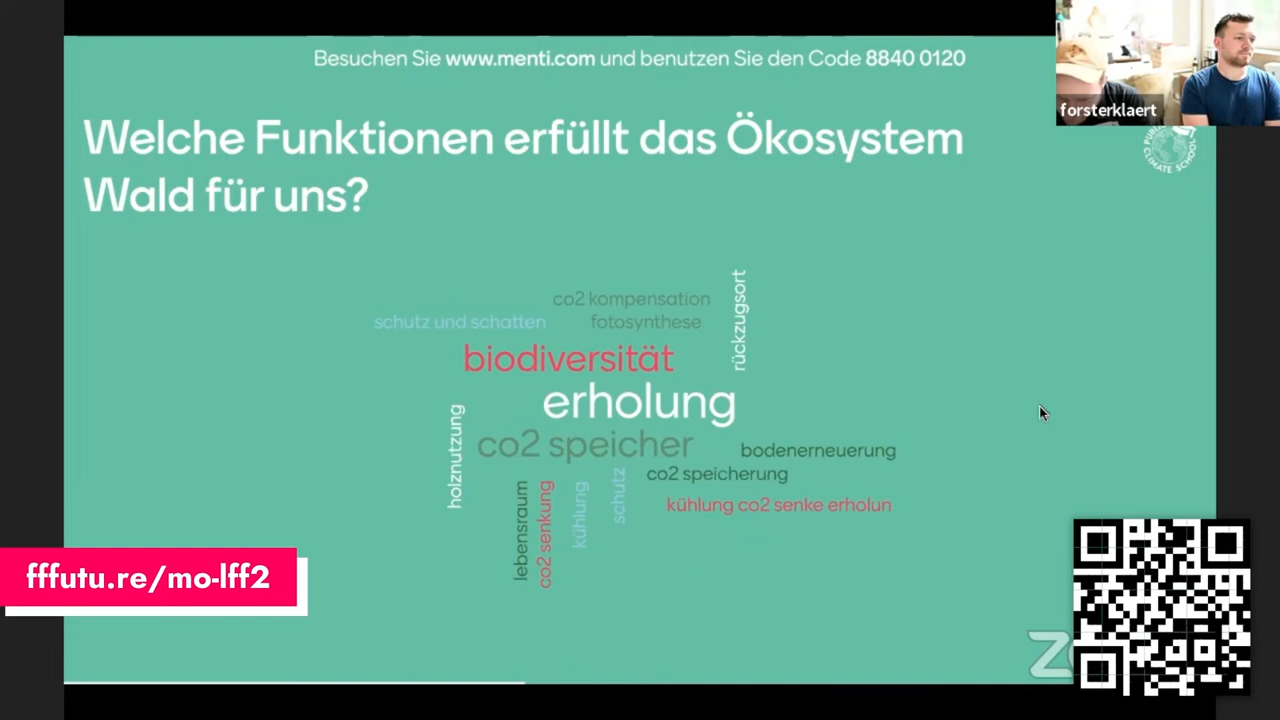 Besuchen Sie www.menti.com und benutzen Sie den Code 8840 0120
forsterklaert
Welche Funktionen erfüllt das Ökosystem
Wald für uns?
CLIMATE SCHOOL
co2 kompensation
rückzugsort
schutz und schatten
fotosynthese
biodiversität
erholung
holznutzung
co2 speicher
bodenerneuerung
co2 speicherung
lebensraum
co2 senkung
kühlung
schutz
kühlung co2 senke erholun
fffutu.re/mo-lff2